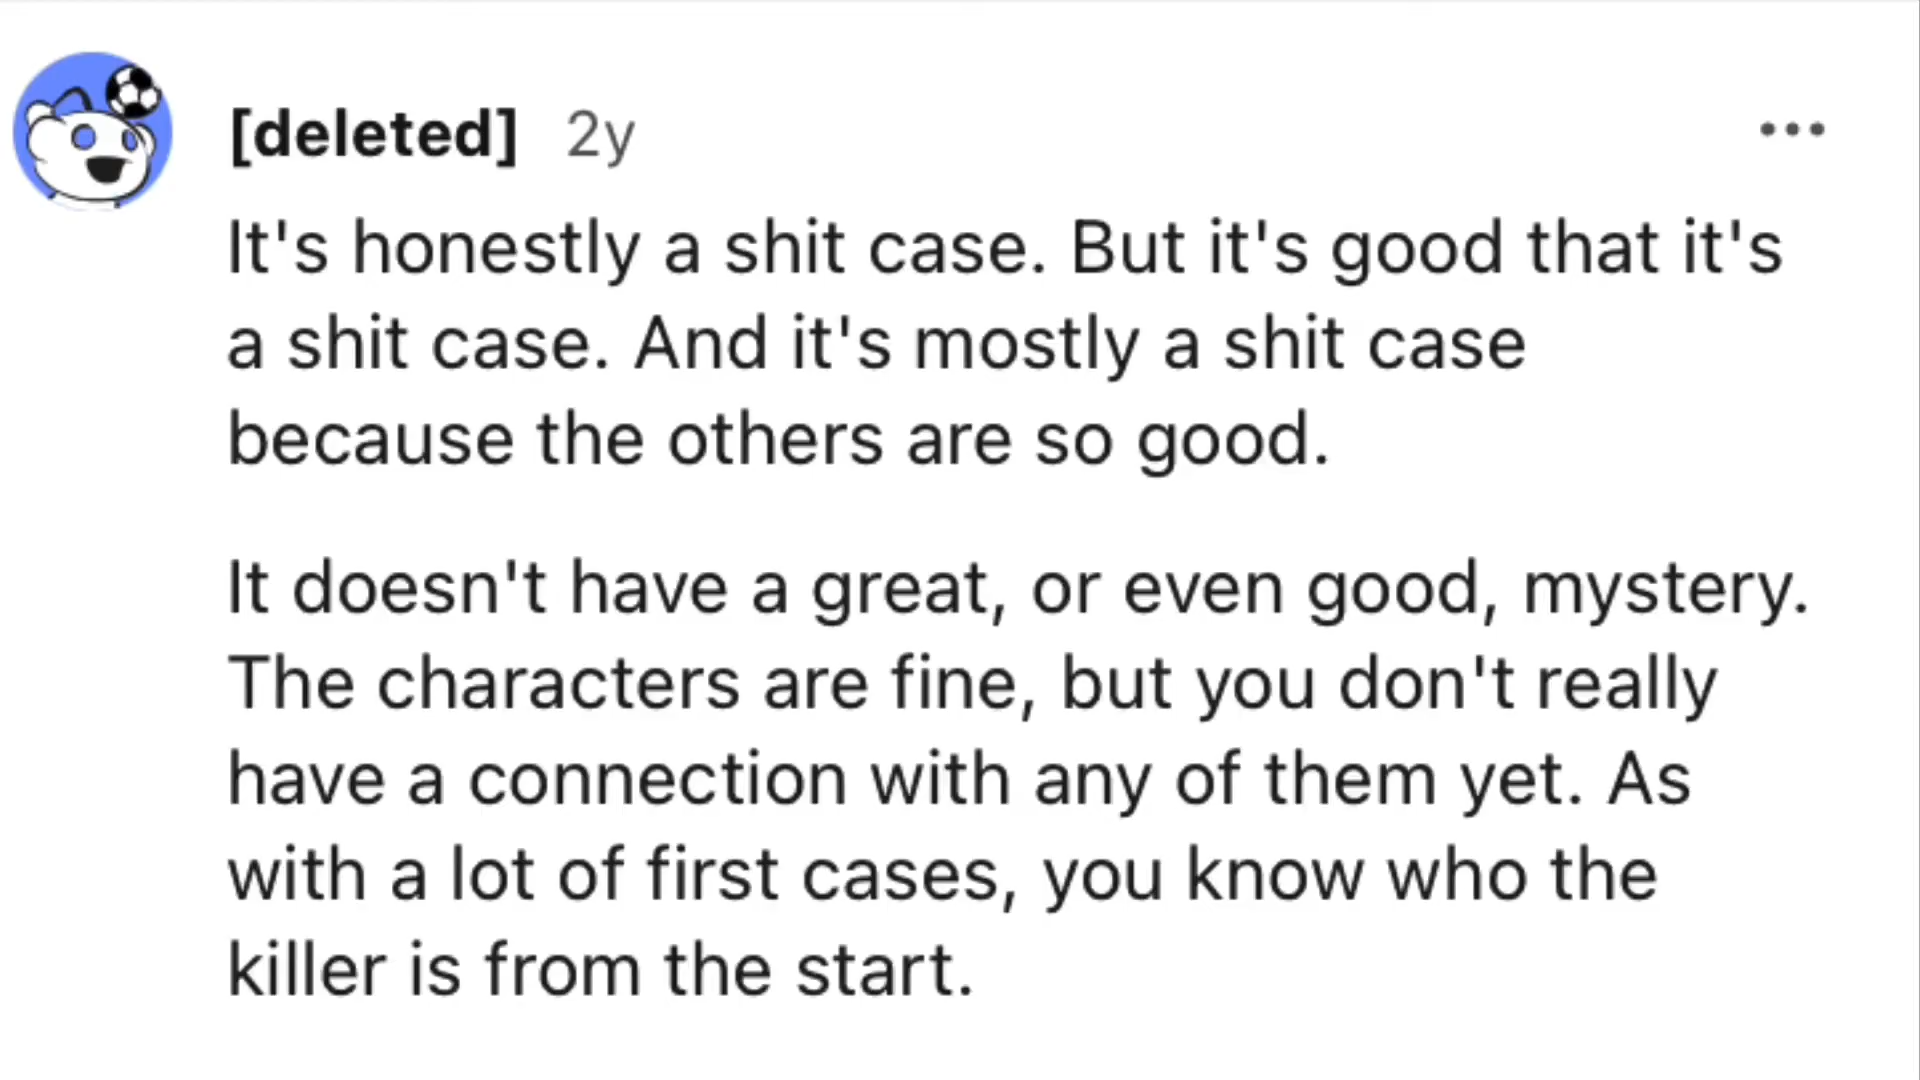 [deleted] 2y
It's honestly a shit case. But it's good that it's
a shit case. And it's mostly a shit case
because the others are so good.
It doesn't have a great, or even good, mystery.
The characters are fine, but you don't really
have a connection with any of them yet. As
with a lot of first cases, you know who the
killer is from the start.